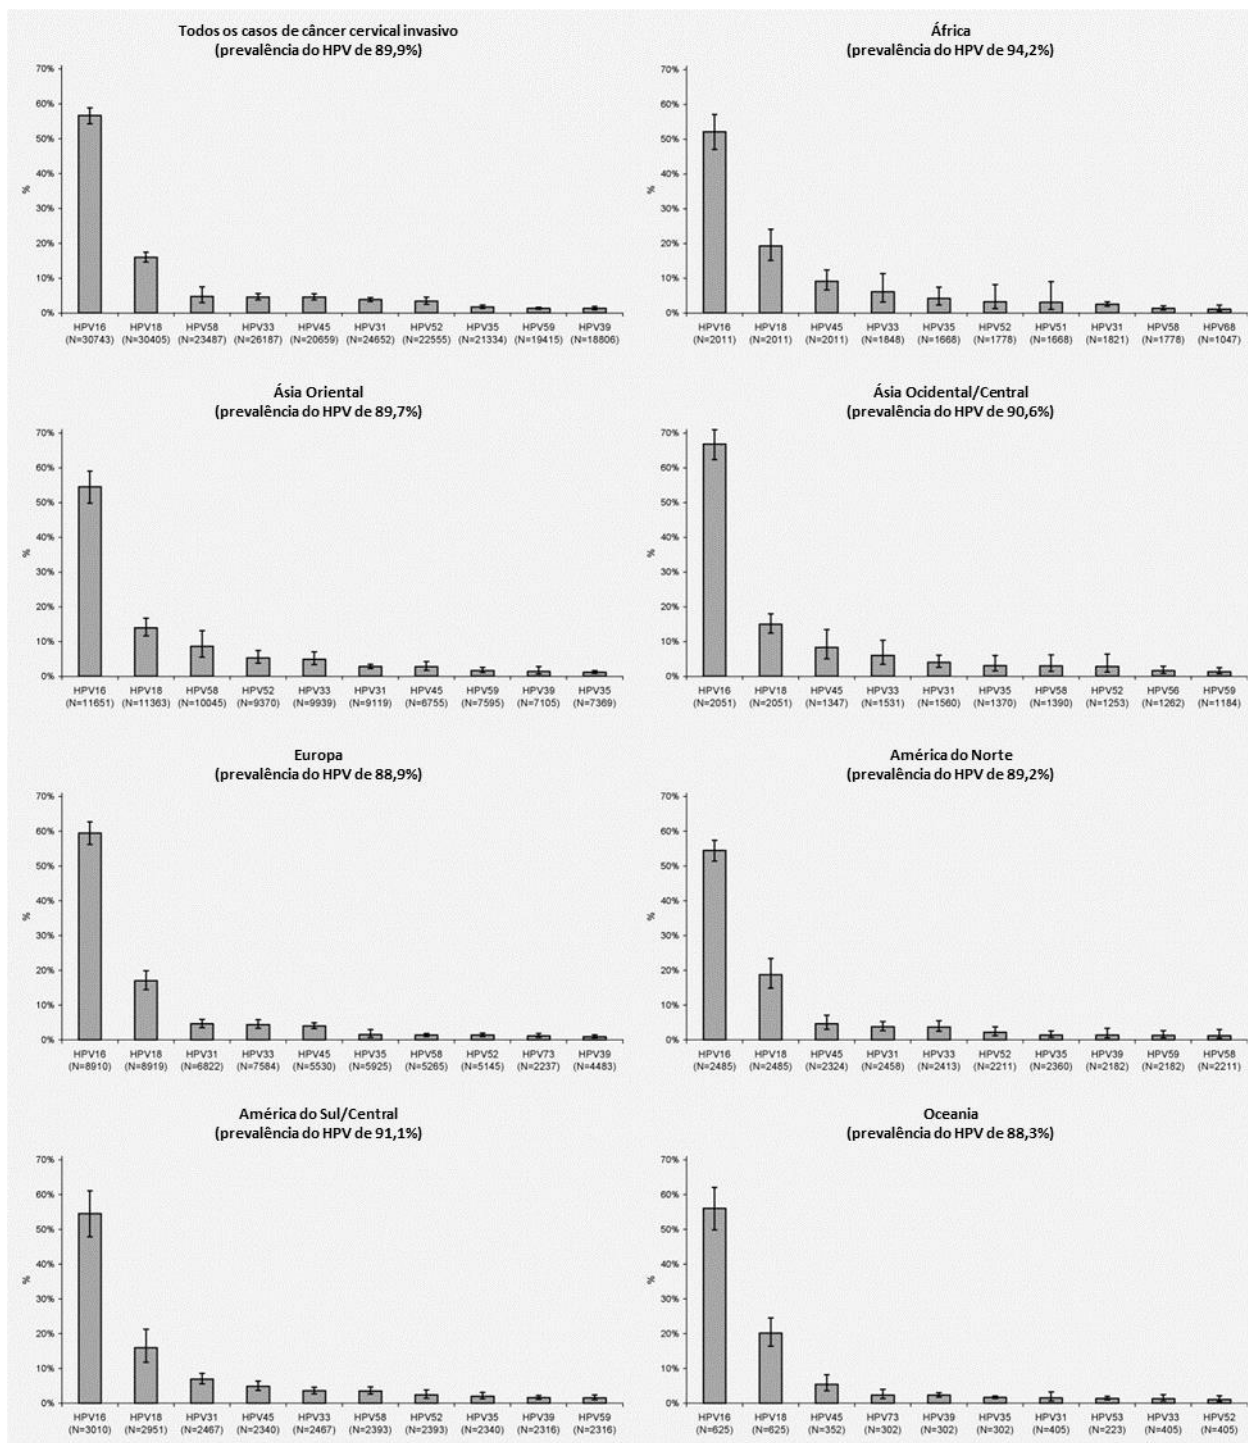 Todos os casos de câncer cervical invasivo
(prevalência do HPV de 89,9%)
70%
60%
50%
40%
30%
20%
10%
0%
%
HPV16 HPV18 HPV58 HPV33 HPV45 HPV31 HPV52 HPV35 HPV59 HPV39
(N=30743) (N=30405) (N=23487) (N=26187) (N=20659) (N=24652) (N=22555) (N=21334) (N=19415) (N=18806)
África
(prevalência do HPV de 94,2%)
70%
60%
50%
40%
30%
20%
10%
0%
%
HPV16 HPV18 HPV45 HPV33 HPV35 HPV52 HPV51 HPV31 HPV58 HPV68
(N=2011) (N=2011) (N=2011) (N=1848) (N=1668) (N=1778) (N=1668) (N=1821) (N=1778) (N=1047)
Ásia Oriental
(prevalência do HPV de 89,7%)
70%
60%
50%
40%
30%
20%
10%
0%
%
HPV16 HPV18 HPV58 HPV52 HPV33 HPV31 HPV45 HPV59 HPV39 HPV35
(N=11651) (N=11363) (N=10045) (N=9370) (N=9939) (N=9119) (N=6755) (N=7595) (N=7105) (N=7369)
Ásia Ocidental/Central
(prevalência do HPV de 90,6%)
70%
60%
50%
40%
30%
20%
10%
0%
%
HPV16 HPV18 HPV45 HPV33 HPV31 HPV35 HPV58 HPV52 HPV56 HPV59
(N=2051) (N=2051) (N=1347) (N=1531) (N=1560) (N=1370) (N=1390) (N=1253) (N=1262) (N=1184)
Europa
(prevalência do HPV de 88,9%)
70%
60%
50%
40%
30%
20%
10%
0%
%
HPV16 HPV18 HPV31 HPV33 HPV45 HPV35 HPV58 HPV52 HPV73 HPV39
(N=8910) (N=8919) (N=6822) (N=7584) (N=5530) (N=5925) (N=5265) (N=5145) (N=2237) (N=4483)
América do Norte
(prevalência do HPV de 89,2%)
70%
60%
50%
40%
30%
20%
10%
0%
%
HPV16 HPV18 HPV45 HPV31 HPV33 HPV52 HPV35 HPV39 HPV59 HPV58
(N=2485) (N=2485) (N=2324) (N=2458) (N=2413) (N=2211) (N=2360) (N=2182) (N=2182) (N=2211)
América do Sul/Central
(prevalência do HPV de 91,1%)
70%
60%
50%
40%
30%
20%
10%
0%
%
HPV16 HPV18 HPV31 HPV45 HPV33 HPV58 HPV52 HPV35 HPV39 HPV59
(N=3010) (N=2951) (N=2467) (N=2340) (N=2467) (N=2393) (N=2393) (N=2340) (N=2316) (N=2316)
Oceania
(prevalência do HPV de 88,3%)
70%
60%
50%
40%
30%
20%
10%
0%
%
HPV16 HPV18 HPV45 HPV73 HPV39 HPV35 HPV31 HPV53 HPV33 HPV52
(N=625) (N=625) (N=352) (N=302) (N=302) (N=302) (N=405) (N=223) (N=405) (N=405)